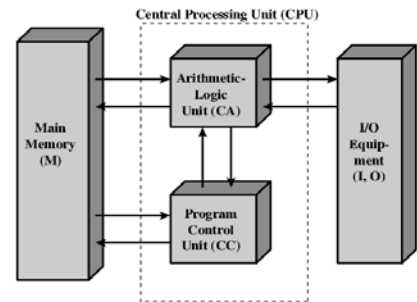 Central Processing Unit (CPU)
Arithmetic-
Logic
Unit (CA)
Main
Memory
(M)
I/O
Equip-
ment
(I, O)
Program
Control
Unit (CC)